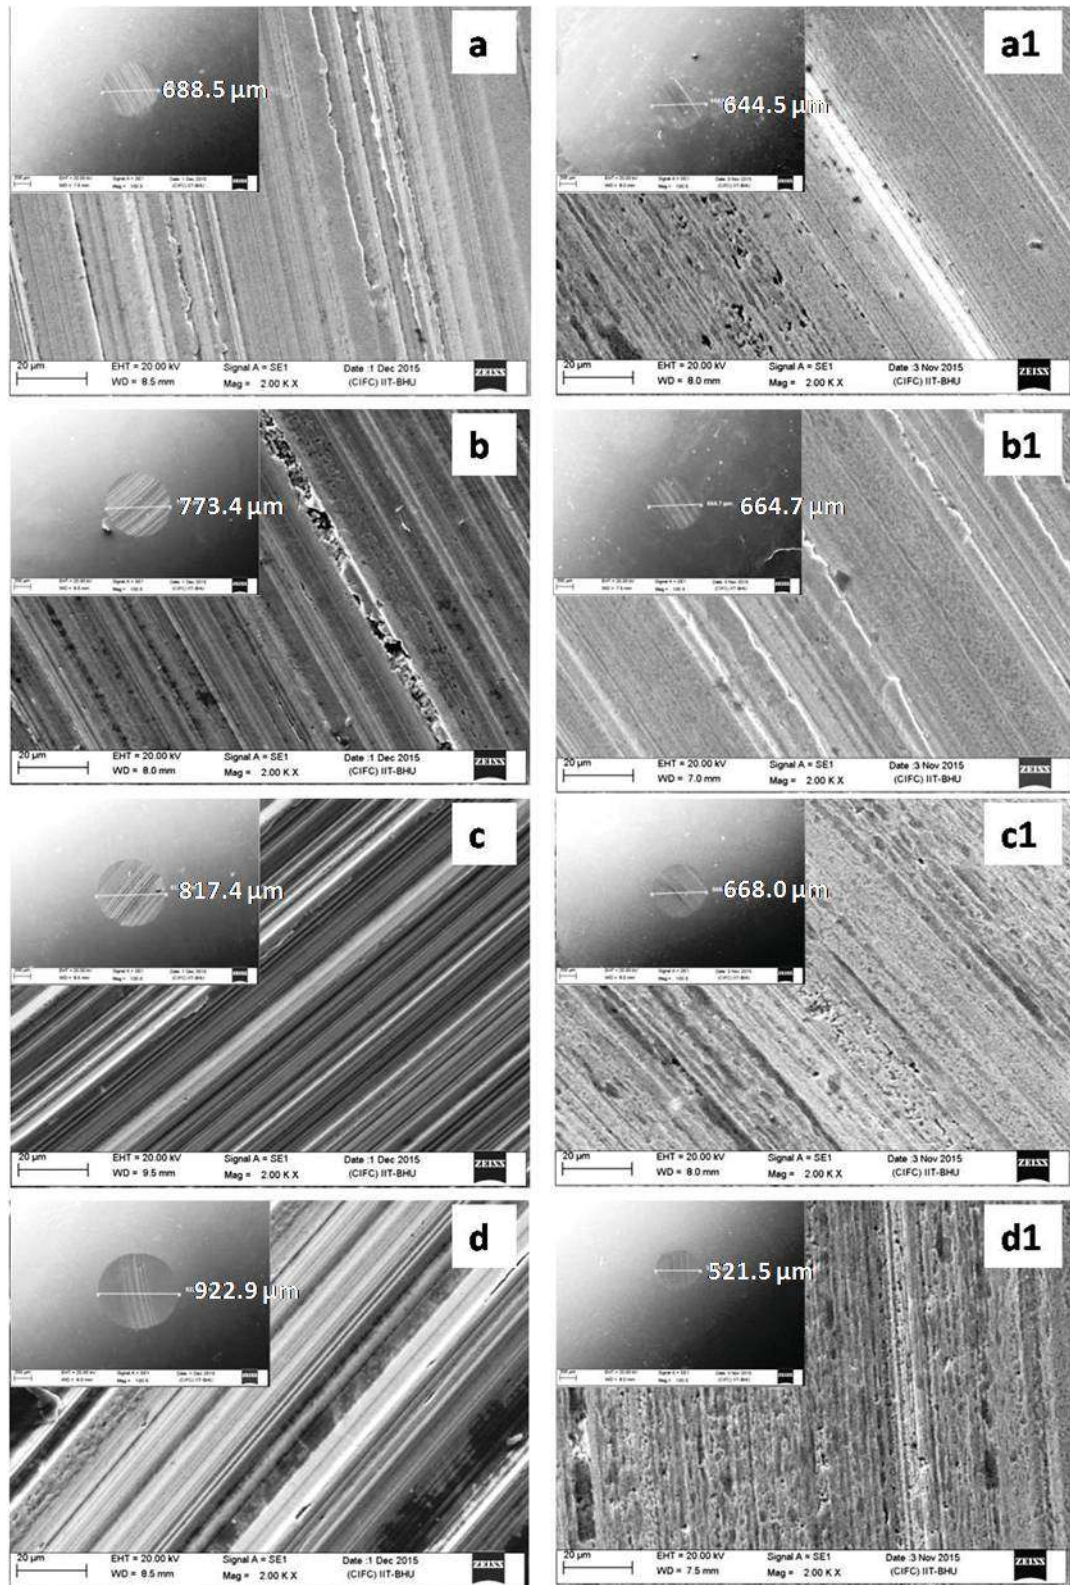 a
688.5 µm
20 µm
EHT = 20.00 kV Signal A = SE1 Date :1 Dec 2015 ZEISS
WD = 8.5 mm Mag = 2.00 K X (CIFC) IIT-BHU
a1
644.5 µm
20 µm
EHT = 20.00 kV Signal A = SE1 Date :3 Nov 2015 ZEISS
WD = 8.0 mm Mag = 2.00 K X (CIFC) IIT-BHU
b
773.4 µm
20 µm
EHT = 20.00 kV Signal A = SE1 Date :1 Dec 2015 ZEISS
WD = 8.0 mm Mag = 2.00 K X (CIFC) IIT-BHU
b1
664.7 µm
664.7 µm
20 µm
EHT = 20.00 kV Signal A = SE1 Date :3 Nov 2015 ZEISS
WD = 7.0 mm Mag = 2.00 K X (CIFC) IIT-BHU
c
817.4 µm
20 µm
EHT = 20.00 kV Signal A = SE1 Date :1 Dec 2015 ZEISS
WD = 9.5 mm Mag = 2.00 K X (CIFC) IIT-BHU
c1
668.0 µm
20 µm
EHT = 20.00 kV Signal A = SE1 Date :3 Nov 2015 ZEISS
WD = 8.0 mm Mag = 2.00 K X (CIFC) IIT-BHU
d
922.9 µm
20 µm
EHT = 20.00 kV Signal A = SE1 Date :1 Dec 2015 ZEISS
WD = 8.5 mm Mag = 2.00 K X (CIFC) IIT-BHU
d1
521.5 µm
20 µm
EHT = 20.00 kV Signal A = SE1 Date :3 Nov 2015 ZEISS
WD = 7.5 mm Mag = 2.00 K X (CIFC) IIT-BHU